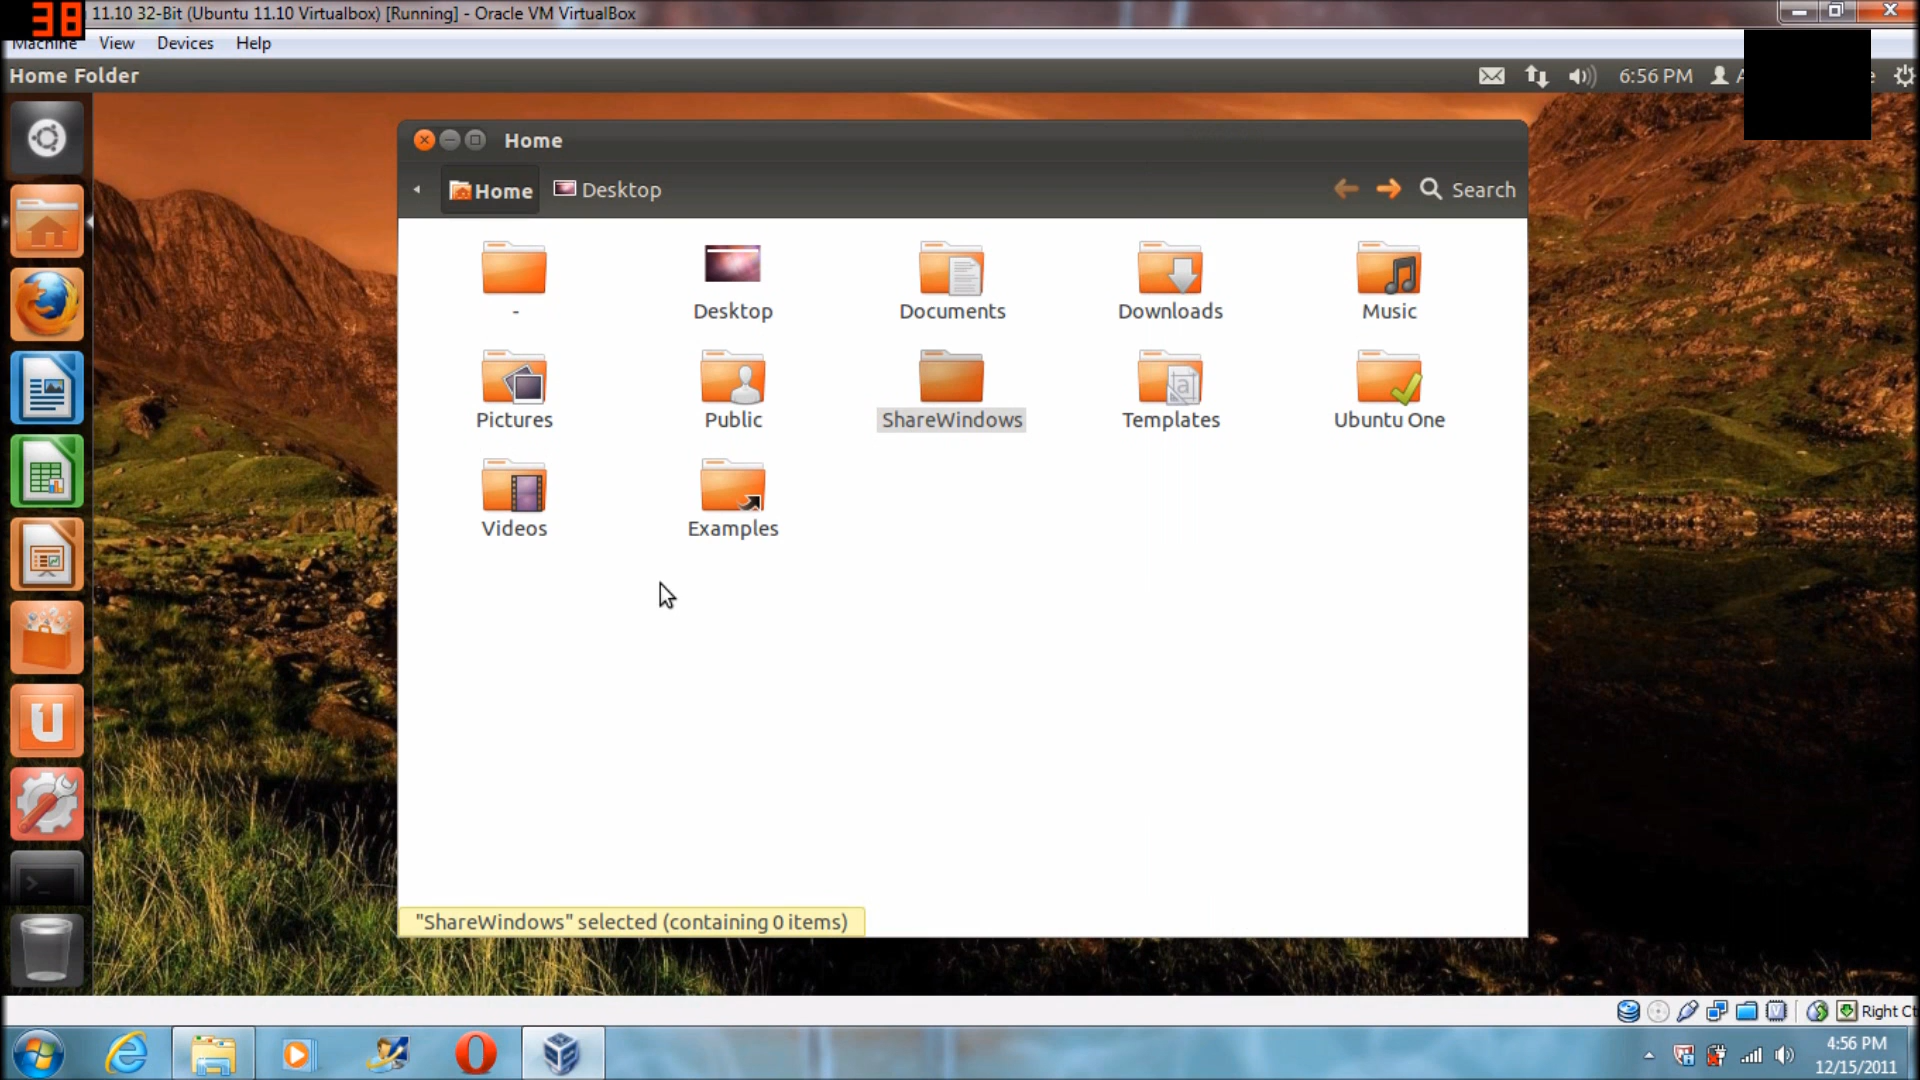 38
11.10 32-Bit (Ubuntu 11.10 Virtualbox) [Running] - Oracle VM VirtualBox
Machine View Devices Help
Home Folder
6:56 PM
Home
Home Desktop Search
-
Desktop
Documents
Downloads
Music
Pictures
Public
ShareWindows
Templates
Ubuntu One
Videos
Examples
"ShareWindows" selected (containing 0 items)
Right Ct
4:56 PM
12/15/2011